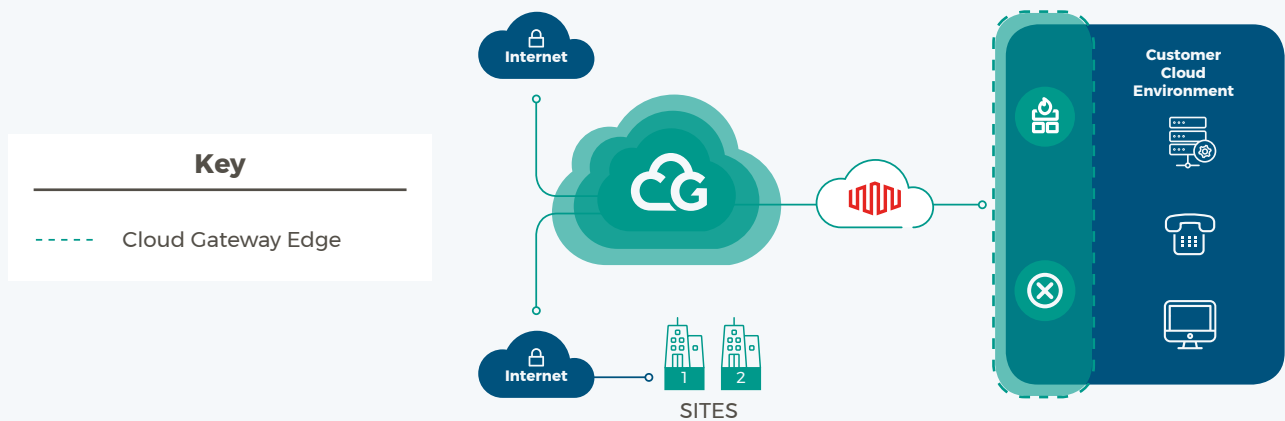 Internet
Customer
Cloud
Environment
Key
Cloud Gateway Edge
G
Internet
1
2
SITES